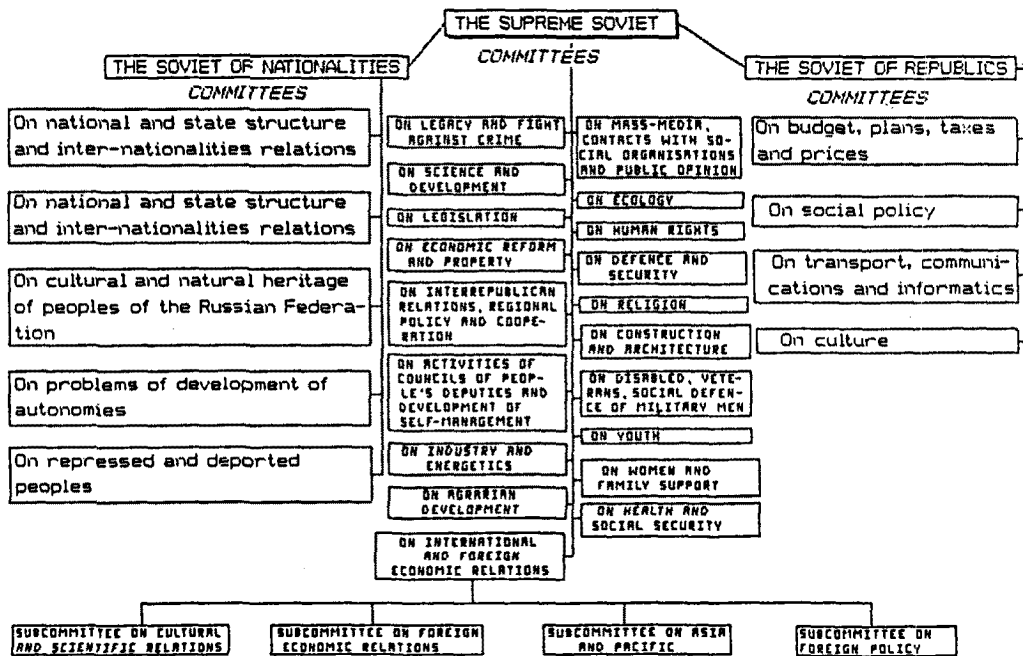 THE SUPREME SOVIET
COMMITTEES
THE SOVIET OF NATIONALITIES
COMMITTEES
On national and state structure
and inter-nationalities relations
On national and state structure
and inter-nationalities relations
On cultural and natural heritage
of peoples of the Russian Federa-
tion
On problems of development of
autonomies
On repressed and deported
peoples
ON LEGACY AND FIGHT
AGAINST CRIME
ON SCIENCE AND
DEVELOPMENT
ON LEGISLATION
ON ECONOMIC REFORM
AND PROPERTY
ON INTERREPUBLICAN
RELATIONS, REGIONAL
POLICY AND COOPE-
RATION
ON ACTIVITIES OF
COUNCILS OF PEOP-
LE'S DEPUTIES AND
DEVELOPMENT OF
SELF-MANAGEMENT
ON INDUSTRY AND
ENERGETICS
ON AGRARIAN
DEVELOPMENT
ON INTERNATIONAL
AND FOREIGN
ECONOMIC RELATIONS
ON MASS-MEDIA,
CONTACTS WITH SO-
CIAL ORGANISATIONS
AND PUBLIC OPINION
ON ECOLOGY
ON HUMAN RIGHTS
ON DEFENCE AND
SECURITY
ON RELIGION
ON CONSTRUCTION
AND ARCHITECTURE
ON DISABLED, VETE-
RANS, SOCIAL DEFEN-
CE OF MILITARY MEN
ON YOUTH
ON WOMEN AND
FAMILY SUPPORT
ON HEALTH AND
SOCIAL SECURITY
THE SOVIET OF REPUBLICS
COMMITTEES
On budget, plans, taxes
and prices
On social policy
On transport, communi-
cations and informatics
On culture
SUBCOMMITTEE ON CULTURAL
AND SCIENTIFIC RELATIONS
SUBCOMMITTEE ON FOREIGN
ECONOMIC RELATIONS
SUBCOMMITTEE ON ASIA
AND PACIFIC
SUBCOMMITTEE ON
FOREIGN POLICY